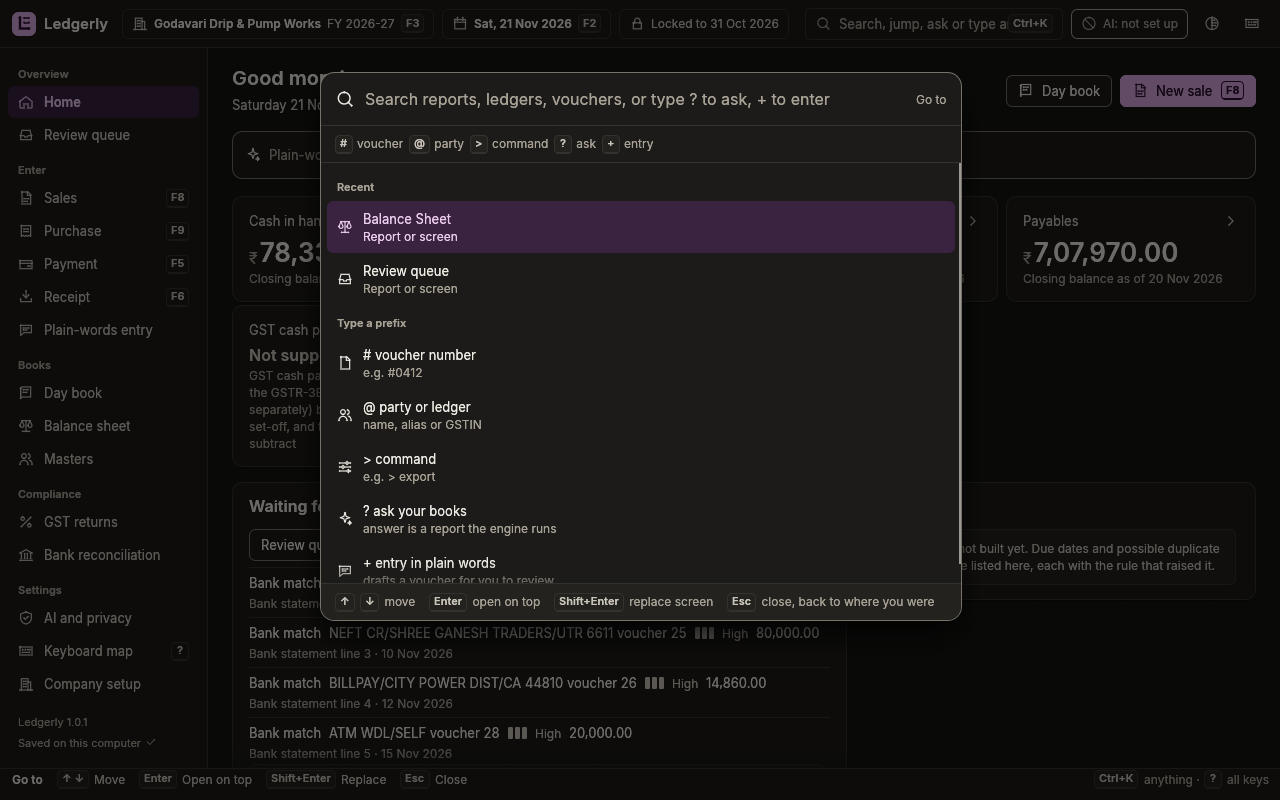 Ledgerly
Godavari Drip & Pump Works FY 2026-27 F3
Sat, 21 Nov 2026 F2
Locked to 31 Oct 2026
Search, jump, ask or type a Ctrl+K
AI: not set up
Overview
Home
Review queue
Enter
Sales F8
Purchase F9
Payment F5
Receipt F6
Plain-words entry
Books
Day book
Balance sheet
Masters
Compliance
GST returns
Bank reconciliation
Settings
AI and privacy
Keyboard map ?
Company setup
Ledgerly 1.0.1
Saved on this computer
Good mor
Saturday 21 No
Day book
New sale F8
Plain-wo
Cash in han
₹78,33
Closing bala
Payables
₹7,07,970.00
Closing balance as of 20 Nov 2026
GST cash p
Not supp
GST cash pa
the GSTR-3B
separately) b
set-off, and t
subtract
Waiting fo
Review qu
Bank match
Bank statem
Bank match NEFT CR/SHREE GANESH TRADERS/UTR 6611 voucher 25 High 80,000.00
Bank statement line 3 · 10 Nov 2026
Bank match BILLPAY/CITY POWER DIST/CA 44810 voucher 26 High 14,860.00
Bank statement line 4 · 12 Nov 2026
Bank match ATM WDL/SELF voucher 28 High 20,000.00
Bank statement line 5 · 15 Nov 2026
not built yet. Due dates and possible duplicate
e listed here, each with the rule that raised it.
Search reports, ledgers, vouchers, or type ? to ask, + to enter
Go to
# voucher @ party > command ? ask + entry
Recent
Balance Sheet
Report or screen
Review queue
Report or screen
Type a prefix
# voucher number
e.g. #0412
@ party or ledger
name, alias or GSTIN
> command
e.g. > export
? ask your books
answer is a report the engine runs
+ entry in plain words
drafts a voucher for you to review
↑ ↓ move Enter open on top Shift+Enter replace screen Esc close, back to where you were
Go to ↑↓ Move Enter Open on top Shift+Enter Replace Esc Close
Ctrl+K anything · ? all keys